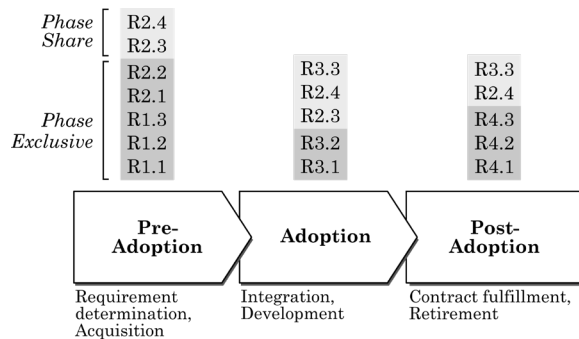 Phase
Share
R2.4
R2.3
Phase
Exclusive
R2.2
R2.1
R1.3
R1.2
R1.1
R3.3
R2.4
R2.3
R3.2
R3.1
R3.3
R2.4
R4.3
R4.2
R4.1
Pre-
Adoption
Adoption
Post-
Adoption
Requirement
determination,
Acquisition
Integration,
Development
Contract fulfillment,
Retirement